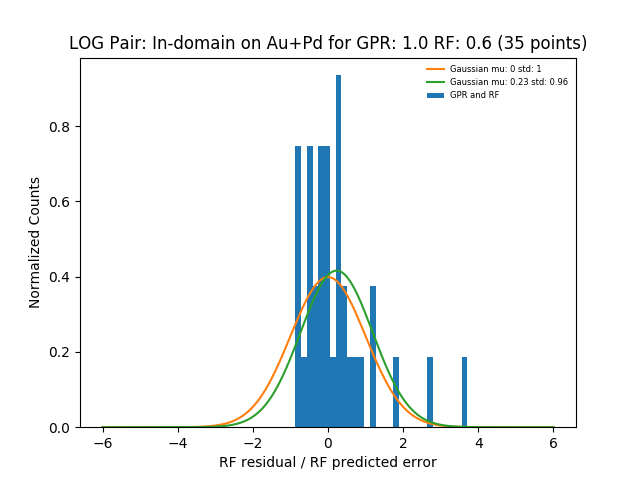 LOG Pair: In-domain on Au+Pd for GPR: 1.0 RF: 0.6 (35 points)
Gaussian mu: 0 std: 1
Gaussian mu: 0.23 std: 0.96
GPR and RF
Normalized Counts
0.8
0.6
0.4
0.2
0.0
−6 −4 −2 0 2 4 6
RF residual / RF predicted error